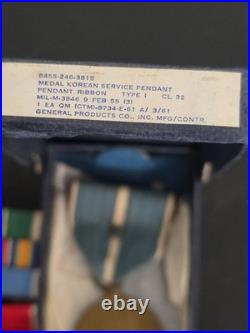 8455-246-3819
MEDAL KOREAN SERVICE PENDANT
PENDANT RIBBON TYPE I CL 32
MIL-M-3946 9 FEB 55 (3)
1 EA QM (CTM)-8734-E-61 A/ 3/61
GENERAL PRODUCTS CO., INC. MFG/CONTR.